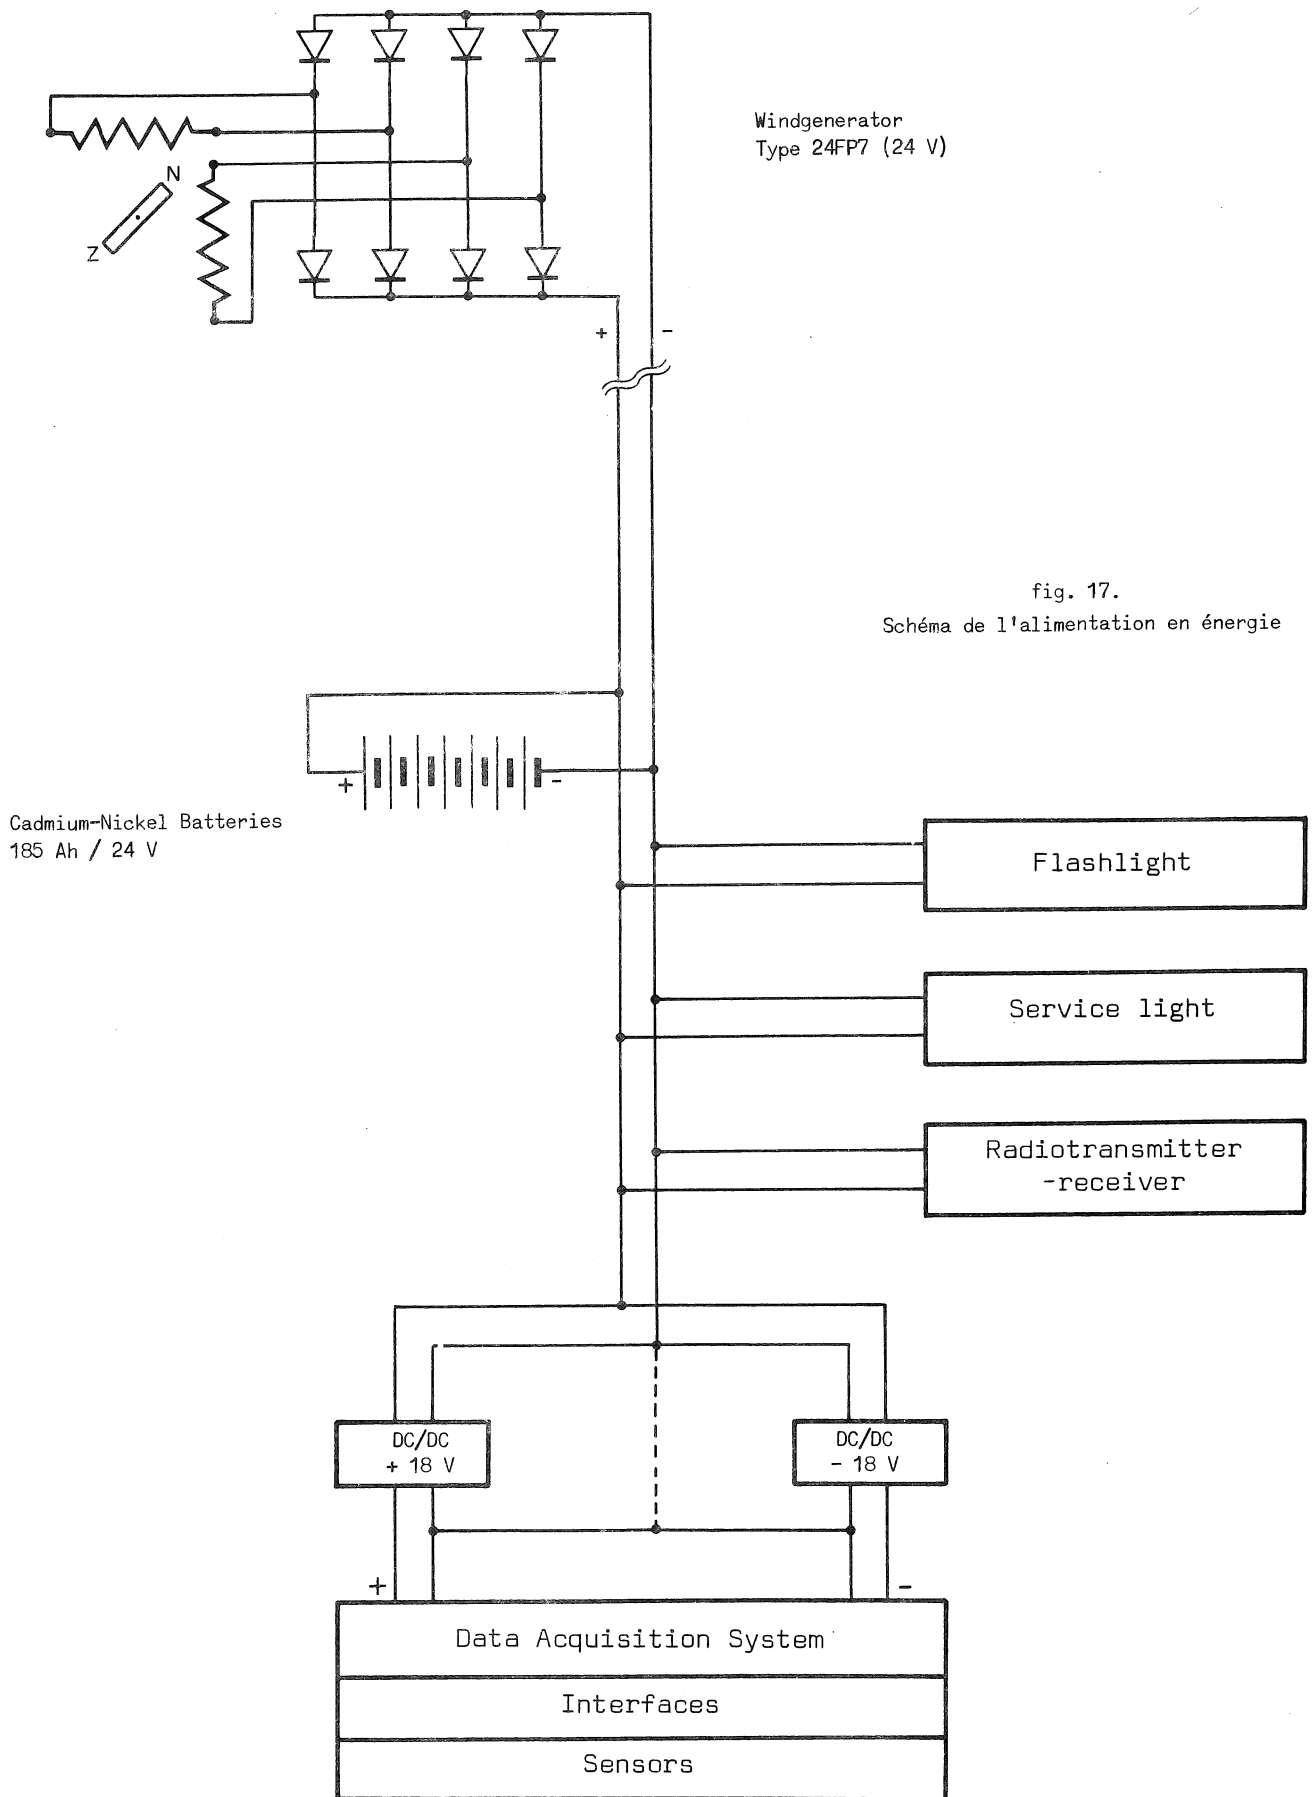 Windgenerator
Type 24FP7 (24 V)
N
Z
+
-
fig. 17.
Schéma de l'alimentation en énergie
+
-
Cadmium-Nickel Batteries
185 Ah / 24 V
Flashlight
Service light
Radiotransmitter
-receiver
DC/DC
+ 18 V
DC/DC
- 18 V
+
-
Data Acquisition System
Interfaces
Sensors